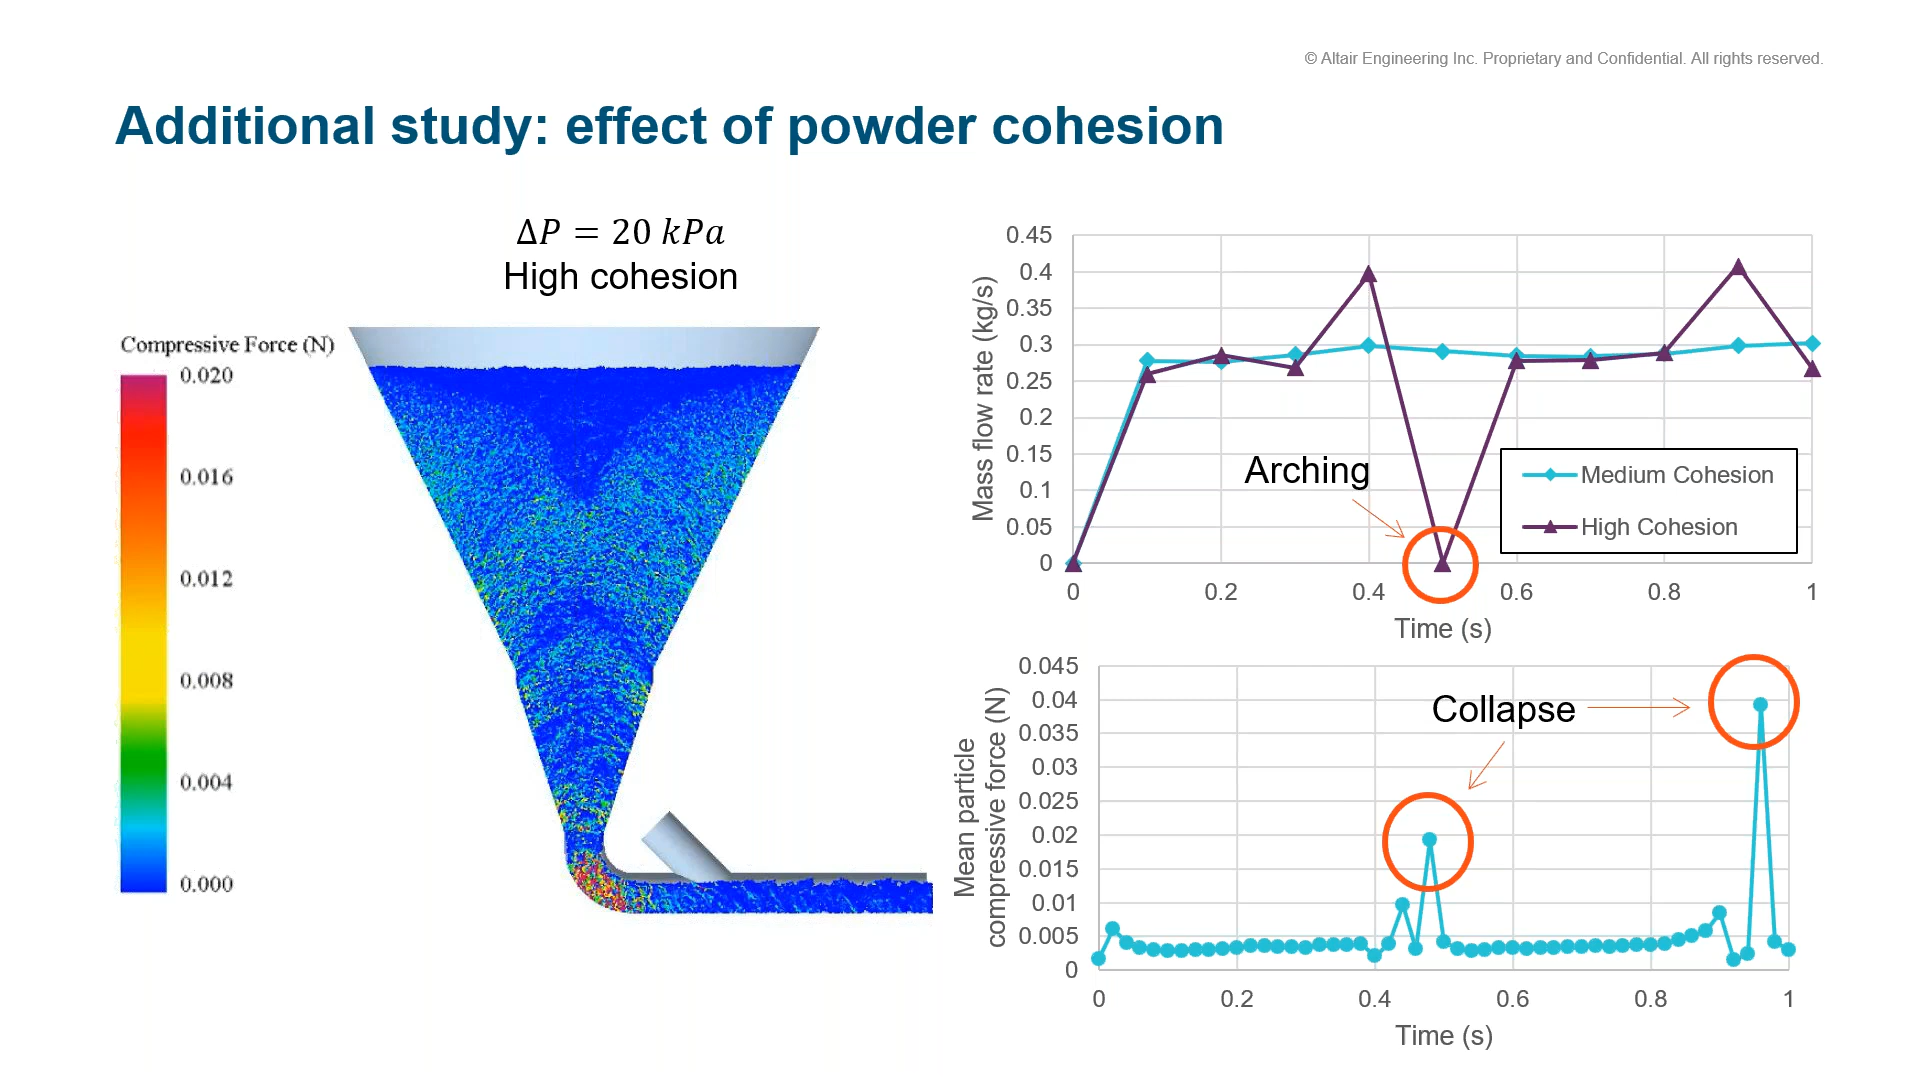 © Altair Engineering Inc. Proprietary and Confidential. All rights reserved.
Additional study: effect of powder cohesion
ΔP = 20 kPa
High cohesion
Compressive Force (N)
0.020
0.016
0.012
0.008
0.004
0.000
Mass flow rate (kg/s)
0.45
0.4
0.35
0.3
0.25
0.2
0.15
0.1
0.05
0
Arching
Medium Cohesion
High Cohesion
0 0.2 0.4 0.6 0.8 1
Time (s)
Mean particle
compressive force (N)
0.045
0.04
0.035
0.03
0.025
0.02
0.015
0.01
0.005
0
Collapse
0 0.2 0.4 0.6 0.8 1
Time (s)